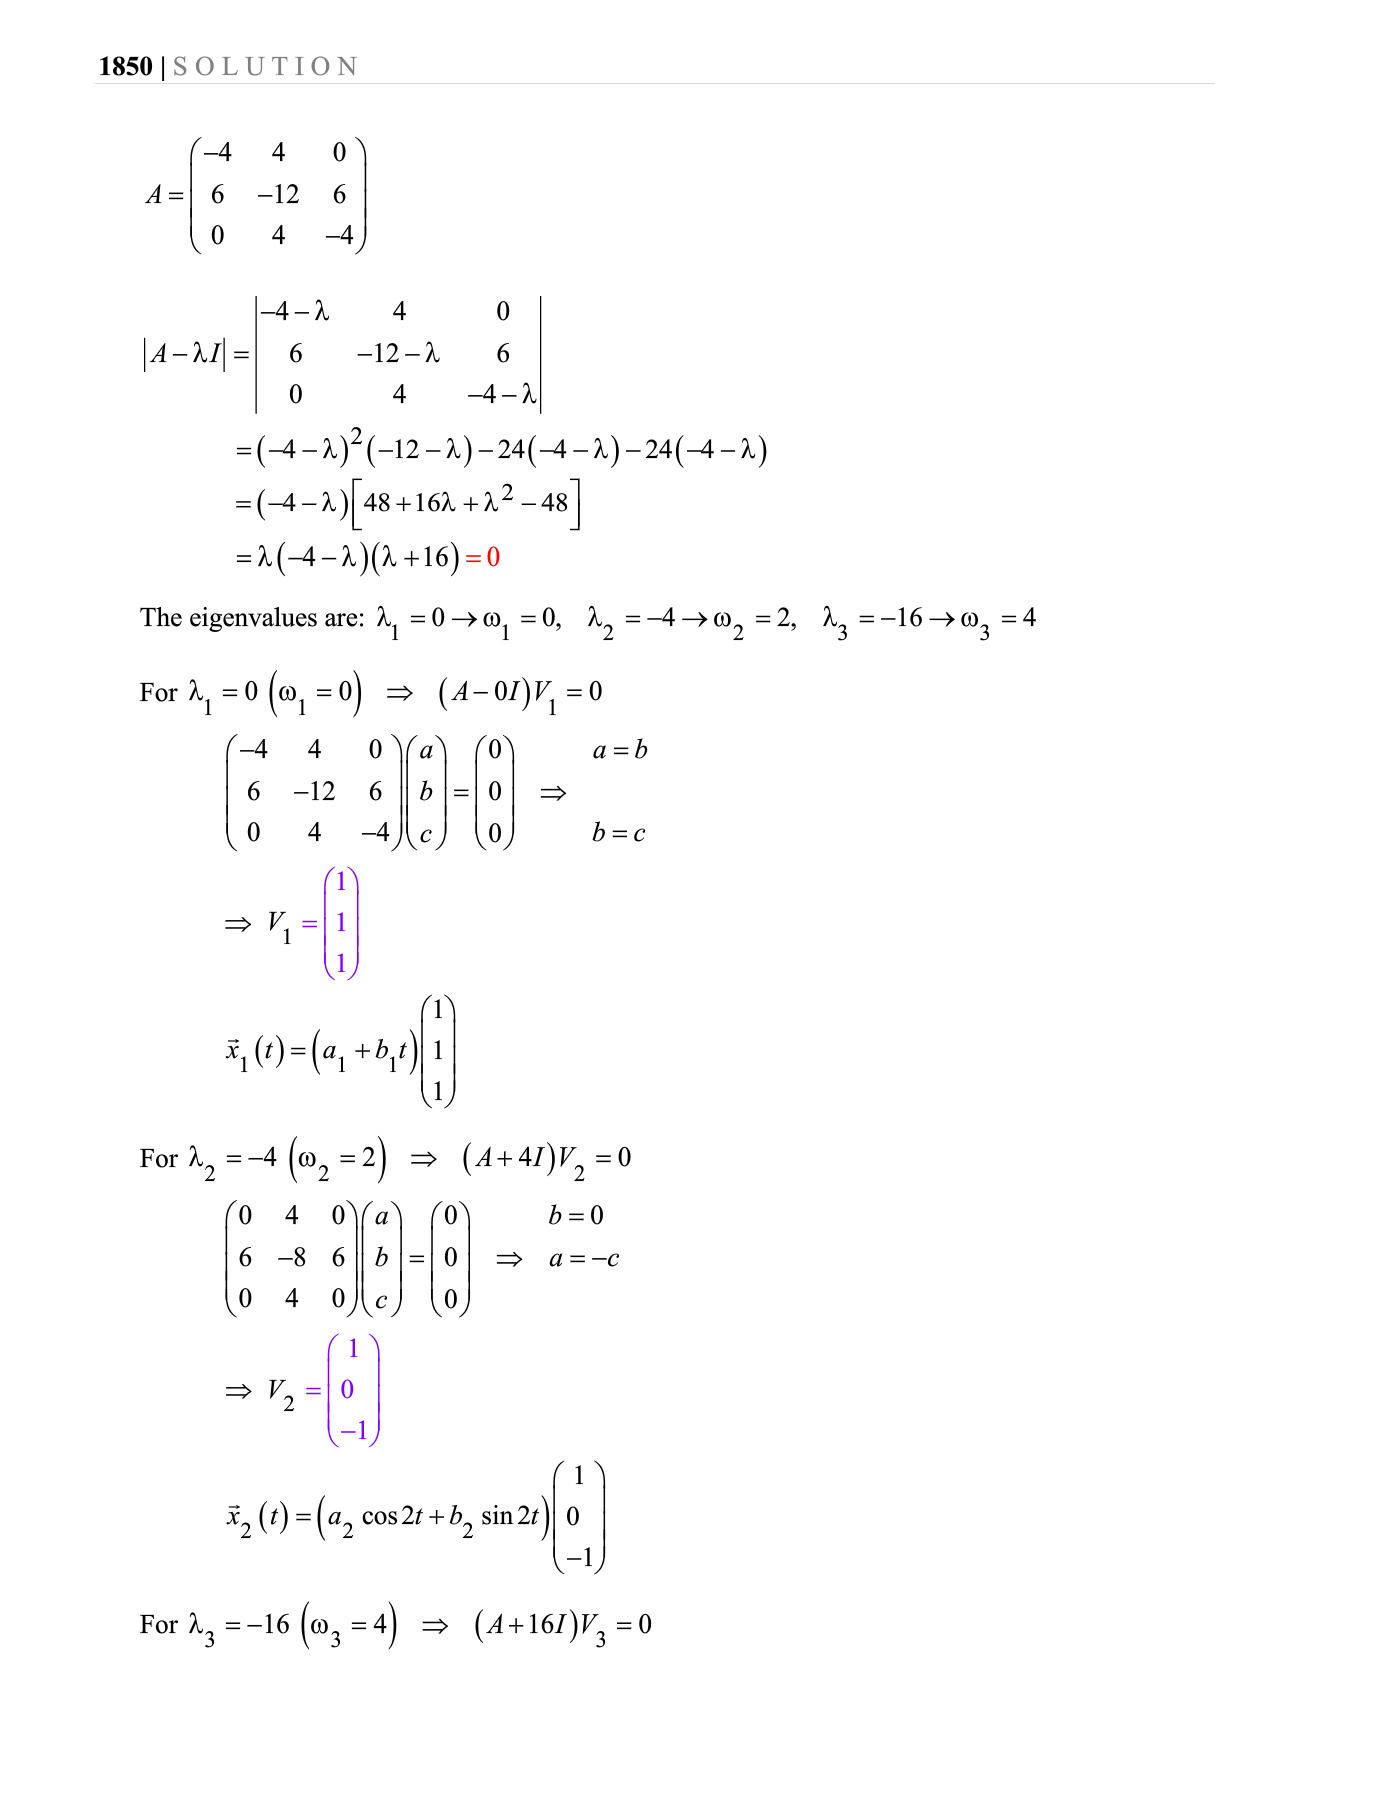 1850 | S O L U T I O N
A = ( −4 4 0
6 −12 6
0 4 −4 )
|A − λI| = | −4 − λ 4 0
6 −12 − λ 6
0 4 −4 − λ |
= (−4 − λ)² (−12 − λ) − 24(−4 − λ) − 24(−4 − λ)
= (−4 − λ)[48 + 16λ + λ² − 48]
= λ(−4 − λ)(λ + 16) = 0
The eigenvalues are: λ₁ = 0 → ω₁ = 0, λ₂ = −4 → ω₂ = 2, λ₃ = −16 → ω₃ = 4
For λ₁ = 0 (ω₁ = 0) ⇒ (A − 0I)V₁ = 0
( −4 4 0 ) ( a ) ( 0 ) a = b
( 6 −12 6 ) ( b ) = ( 0 ) ⇒
( 0 4 −4 ) ( c ) ( 0 ) b = c
⇒ V₁ = ( 1
1
1 )
x⃗₁(t) = (a₁ + b₁t) ( 1
1
1 )
For λ₂ = −4 (ω₂ = 2) ⇒ (A + 4I)V₂ = 0
( 0 4 0 ) ( a ) ( 0 ) b = 0
( 6 −8 6 ) ( b ) = ( 0 ) ⇒ a = −c
( 0 4 0 ) ( c ) ( 0 )
⇒ V₂ = ( 1
0
−1 )
x⃗₂(t) = (a₂ cos 2t + b₂ sin 2t) ( 1
0
−1 )
For λ₃ = −16 (ω₃ = 4) ⇒ (A + 16I)V₃ = 0